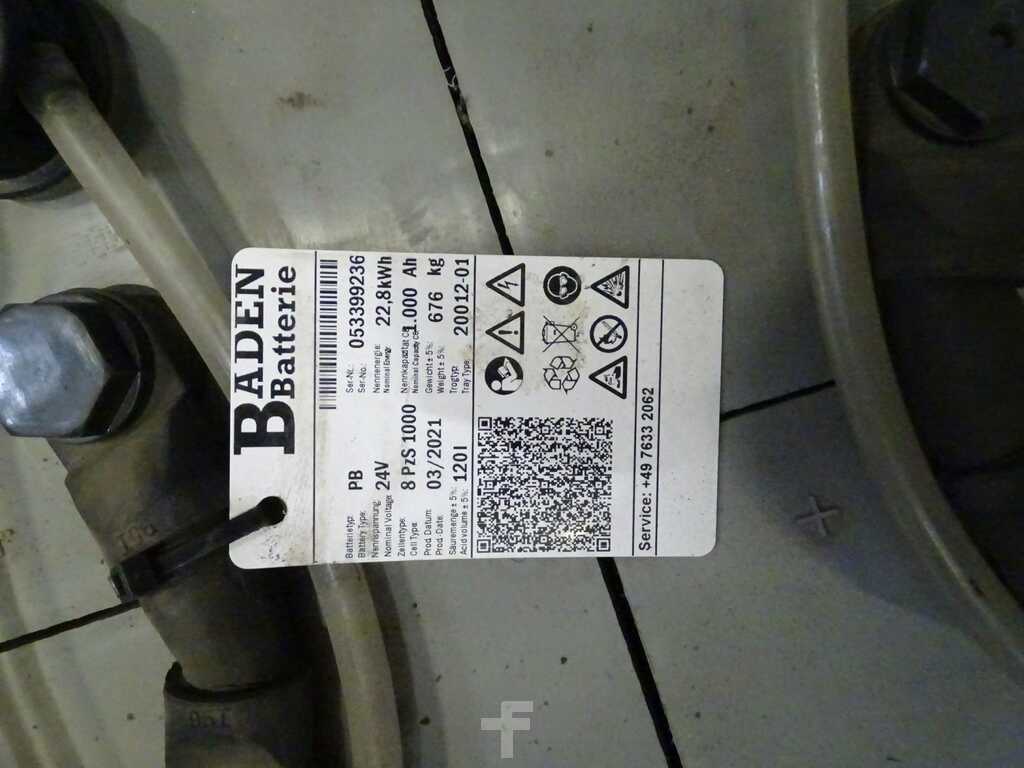 BADEN
Batterie
Batterietyp: PB Ser-Nr.: 053399236
Battery Type: Ser-No.:
Nennspannung: 24V Nennenergie: 22,8kWh
Nominal Voltage: Nominal Energy:
Zellentype: 8 PzS 1000 Nennkapazität C5: 1.000 Ah
Cell Type: Nominal Capacity C5:
Prod. Datum: 03/2021 Gewicht ± 5%: 676 kg
Prod.-Date: Weight ± 5%:
Säuremenge ± 5%: 120 l Trogtyp: 20012-01
Acidvolume ± 5%: Tray Type:
Service: +49 7633 2062
F